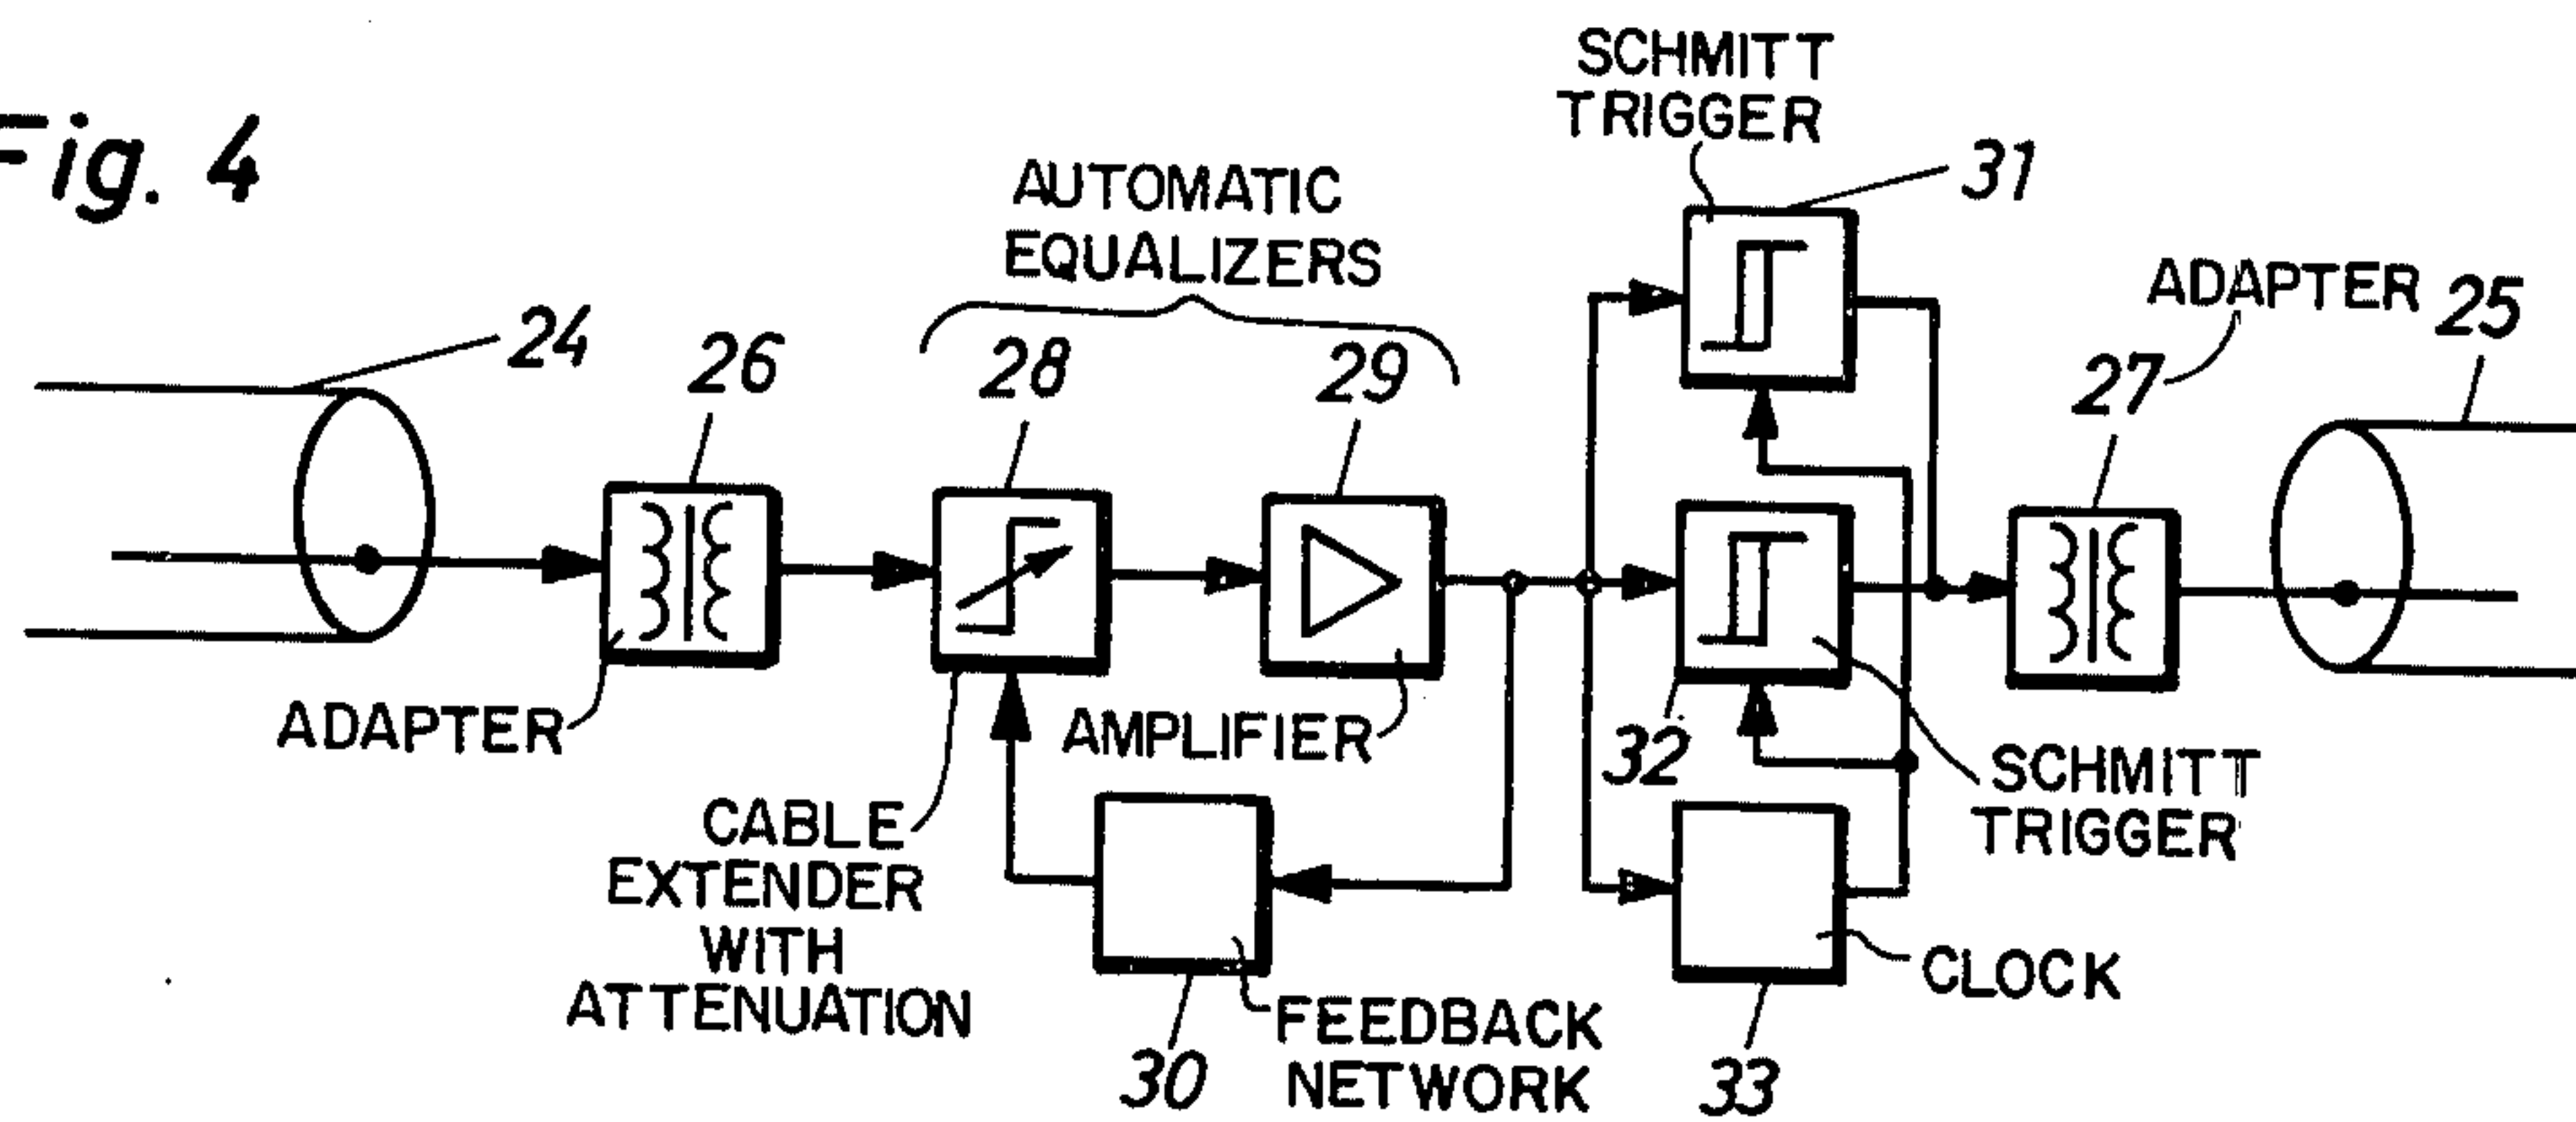 Fig. 4
SCHMITT
TRIGGER
31
AUTOMATIC
EQUALIZERS
ADAPTER
25
24
26
28
29
27
ADAPTER
AMPLIFIER
32
SCHMITT
TRIGGER
CABLE
EXTENDER
WITH
ATTENUATION
CLOCK
FEEDBACK
NETWORK
30
33